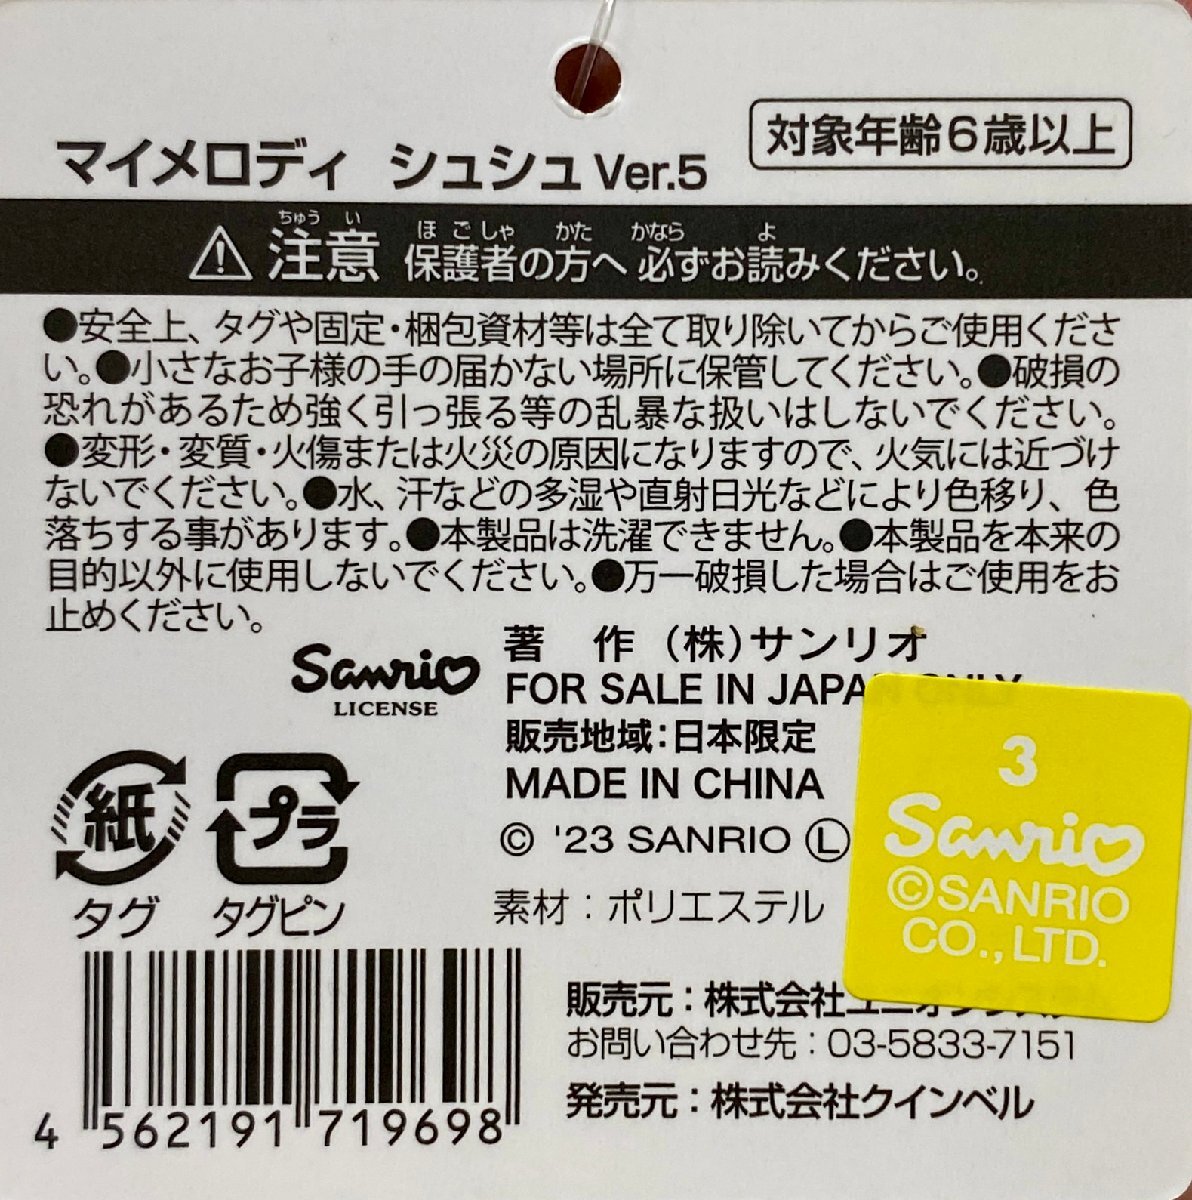 マイメロディ シュシュ Ver.5
対象年齢6歳以上
ちゅう い ほ ご しゃ かた かなら よ
注意 保護者の方へ 必ずお読みください。
●安全上、タグや固定・梱包資材等は全て取り除いてからご使用くださ
い。●小さなお子様の手の届かない場所に保管してください。●破損の
恐れがあるため強く引っ張る等の乱暴な扱いはしないでください。
●変形・変質・火傷または火災の原因になりますので、火気には近づけ
ないでください。●水、汗などの多湿や直射日光などにより色移り、色
落ちする事があります。●本製品は洗濯できません。●本製品を本来の
目的以外に使用しないでください。●万一破損した場合はご使用をお
止めください。
Sanrio
LICENSE
著 作 (株)サンリオ
FOR SALE IN JAPAN ONLY
販売地域:日本限定
MADE IN CHINA
© '23 SANRIO Ⓛ
素材:ポリエステル
紙
タグ
プラ
タグピン
3
Sanrio
©SANRIO
CO., LTD.
販売元:株式会社
お問い合わせ先:03-5833-7151
発売元:株式会社クインベル
4 562191 719698